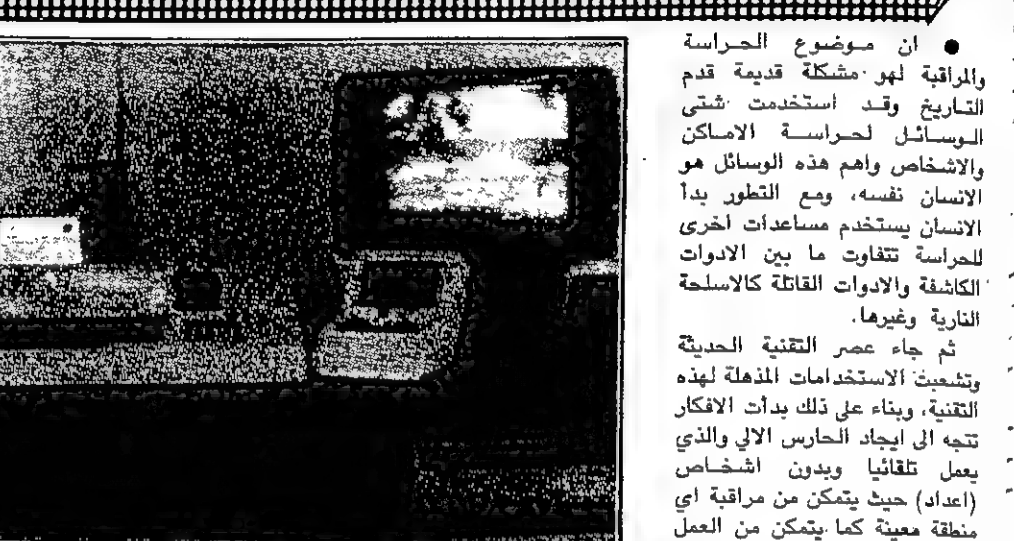 ● ان موضوع الحراسة
والمراقبة لهو مشكلة قديمة قدم
التاريخ وقد استخدمت شتى
الوسائل لحراسة الاماكن
والاشخاص واهم هذه الوسائل هو
الانسان نفسه، ومع التطور بدأ
الانسان يستخدم مساعدات اخرى
للحراسة تتفاوت ما بين الادوات
الكاشفة والادوات القاتلة كالاسلحة
النارية وغيرها.
ثم جاء عصر التقنية الحديثة
وتشعبت الاستخدامات المذهلة لهذه
التقنية، وبناء على ذلك بدأت الافكار
تتجه الى ايجاد الحارس الالي والذي
يعمل تلقائيا وبدون اشخاص
(اعداد) حيث يتمكن من مراقبة اي
منطقة معينة كما يتمكن من العمل